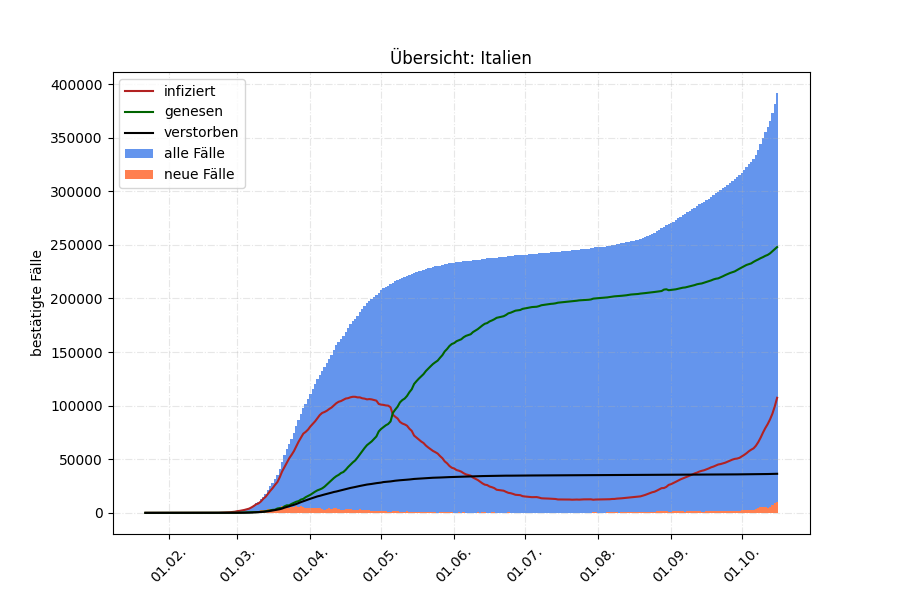 Übersicht: Italien
400000
350000
300000
250000
200000
150000
100000
50000
0
bestätigte Fälle
infiziert
genesen
verstorben
alle Fälle
neue Fälle
01.02.
01.03.
01.04.
01.05.
01.06.
01.07.
01.08.
01.09.
01.10.